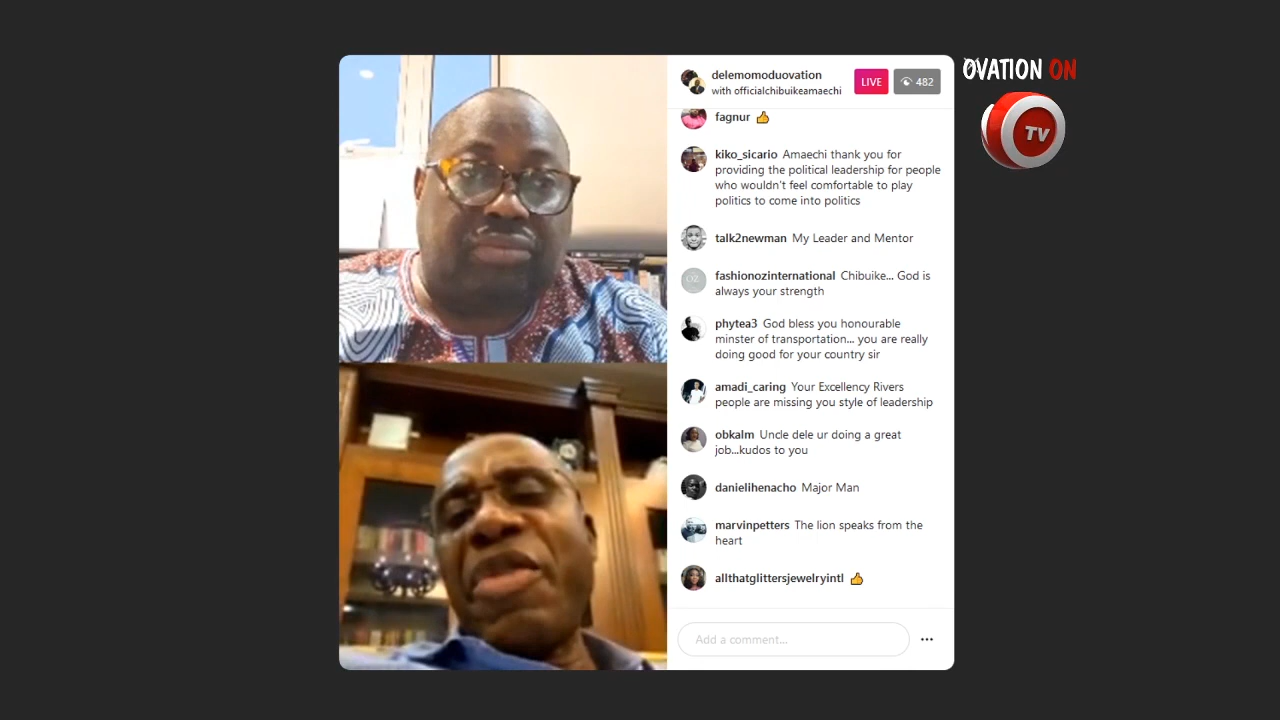 OVATION ON
TV
delemomoduovation
with officialchibuikeamaechi
LIVE
482
fagnur 👍
kiko_sicario Amaechi thank you for
providing the political leadership for people
who wouldn't feel comfortable to play
politics to come into politics
talk2newman My Leader and Mentor
fashionozinternational Chibuike... God is
always your strength
phytea3 God bless you honourable
minster of transportation... you are really
doing good for your country sir
amadi_caring Your Excellency Rivers
people are missing you style of leadership
obkalm Uncle dele ur doing a great
job...kudos to you
danielihenacho Major Man
marvinpetters The lion speaks from the
heart
allthatglittersjewelryintl 👍
Add a comment...